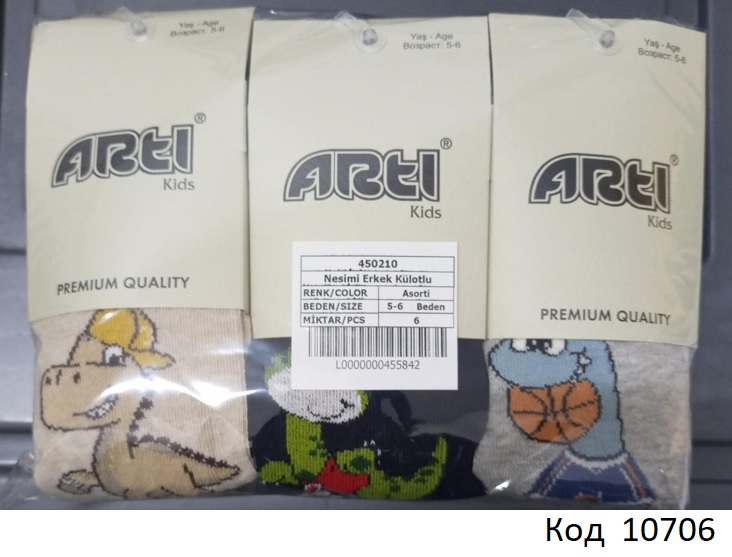 Yaş - Age
Возраст: 5-6
ARTI®
Kids
PREMIUM QUALITY
Yaş - Age
Возраст: 5-6
ARTI®
Kids
Yaş - Age
Возраст: 5-6
ARTI®
Kids
PREMIUM QUALITY
450210
Nesimi Erkek Külotlu
RENK/COLOR Asorti
BEDEN/SIZE 5-6 Beden
MİKTAR/PCS 6
L0000000455842
Код 10706